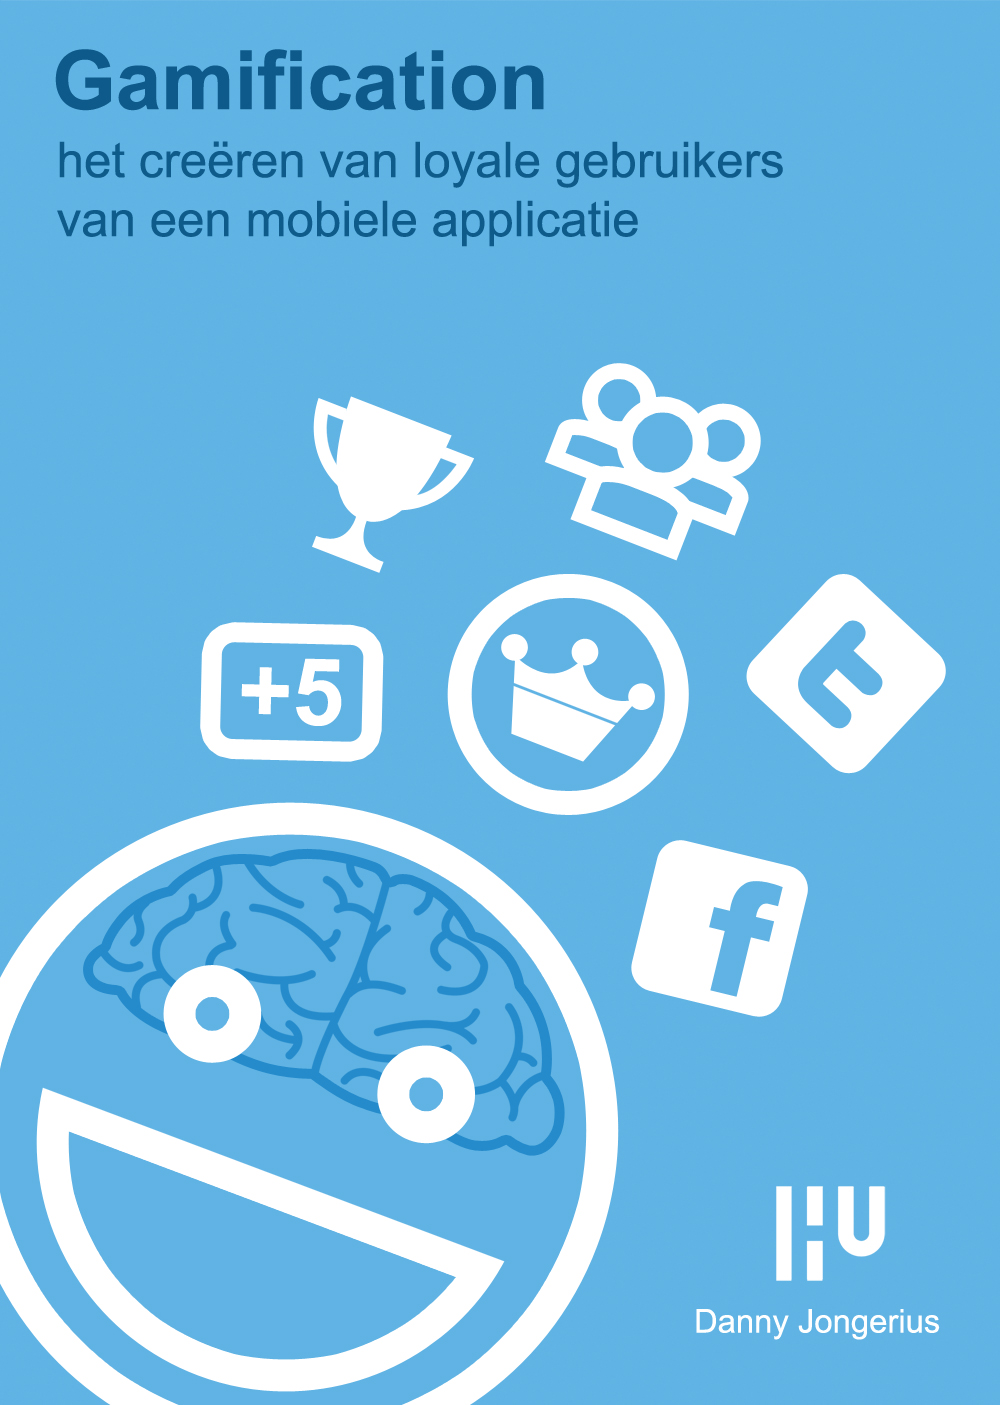 Gamification
het creëren van loyale gebruikers
van een mobiele applicatie
+5
t
f
HU
Danny Jongerius